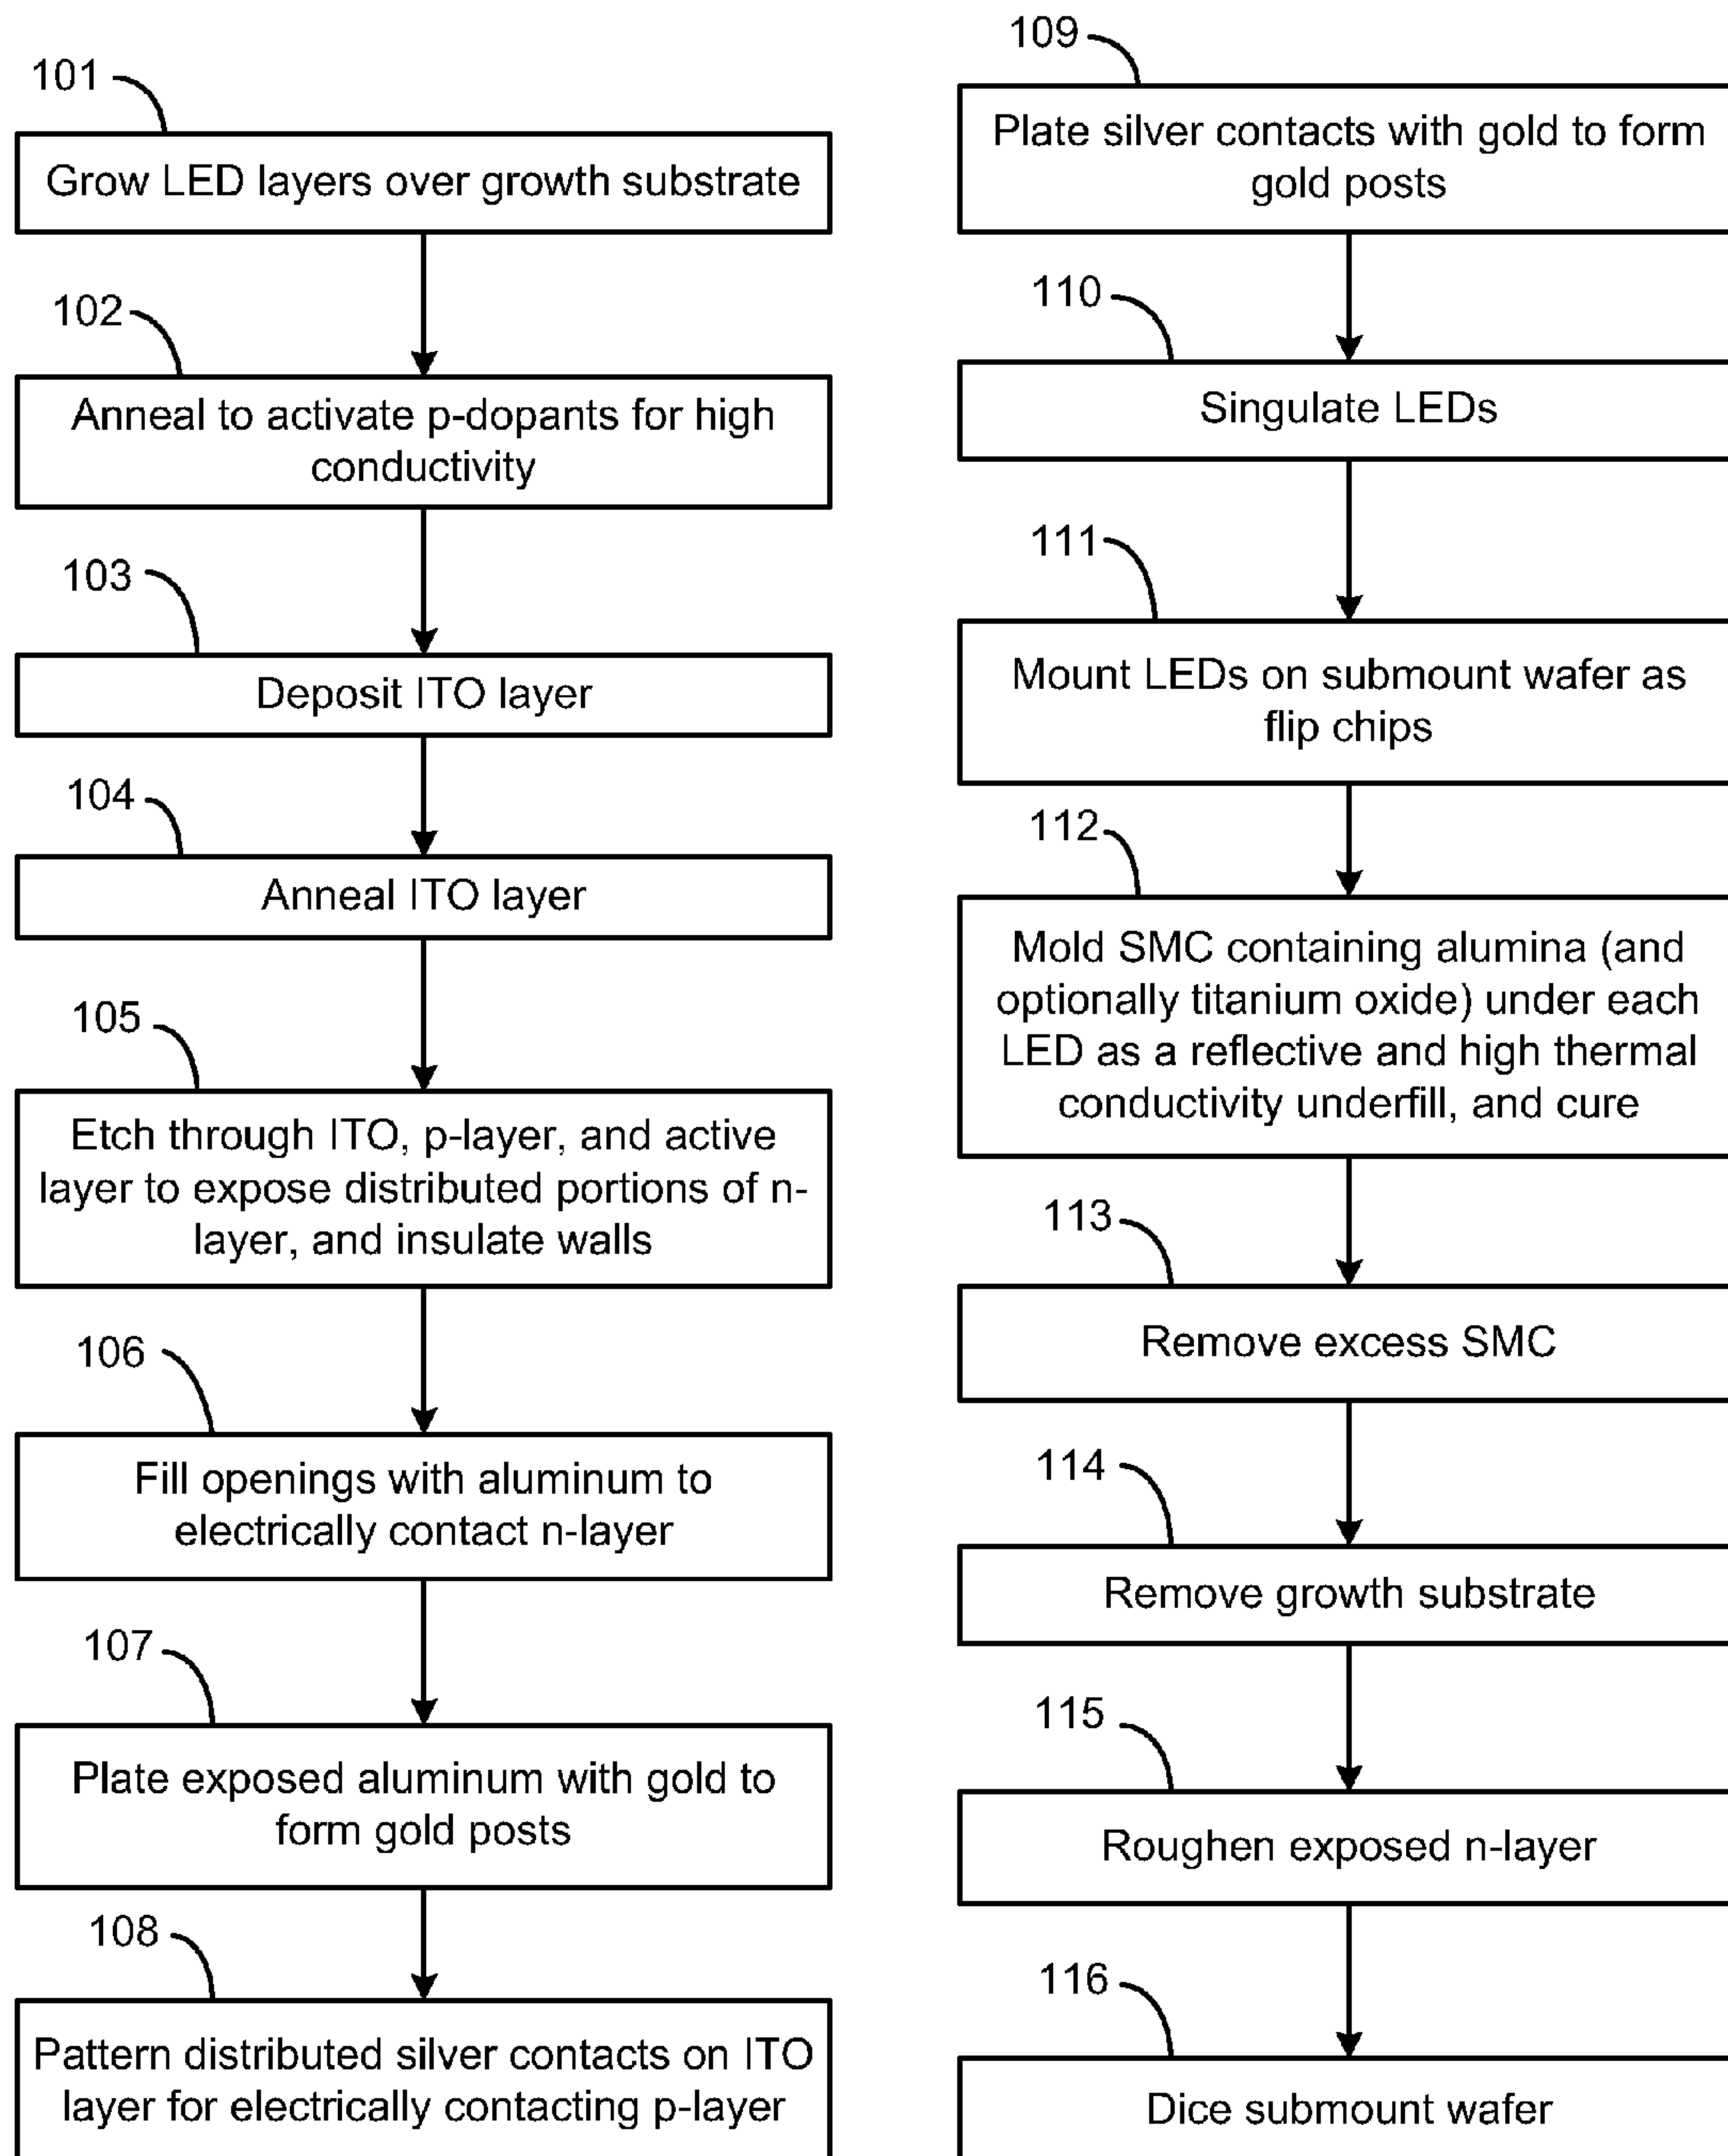 101
Grow LED layers over growth substrate
102
Anneal to activate p-dopants for high
conductivity
103
Deposit ITO layer
104
Anneal ITO layer
105
Etch through ITO, p-layer, and active
layer to expose distributed portions of n-
layer, and insulate walls
106
Fill openings with aluminum to
electrically contact n-layer
107
Plate exposed aluminum with gold to
form gold posts
108
Pattern distributed silver contacts on ITO
layer for electrically contacting p-layer
109
Plate silver contacts with gold to form
gold posts
110
Singulate LEDs
111
Mount LEDs on submount wafer as
flip chips
112
Mold SMC containing alumina (and
optionally titanium oxide) under each
LED as a reflective and high thermal
conductivity underfill, and cure
113
Remove excess SMC
114
Remove growth substrate
115
Roughen exposed n-layer
116
Dice submount wafer